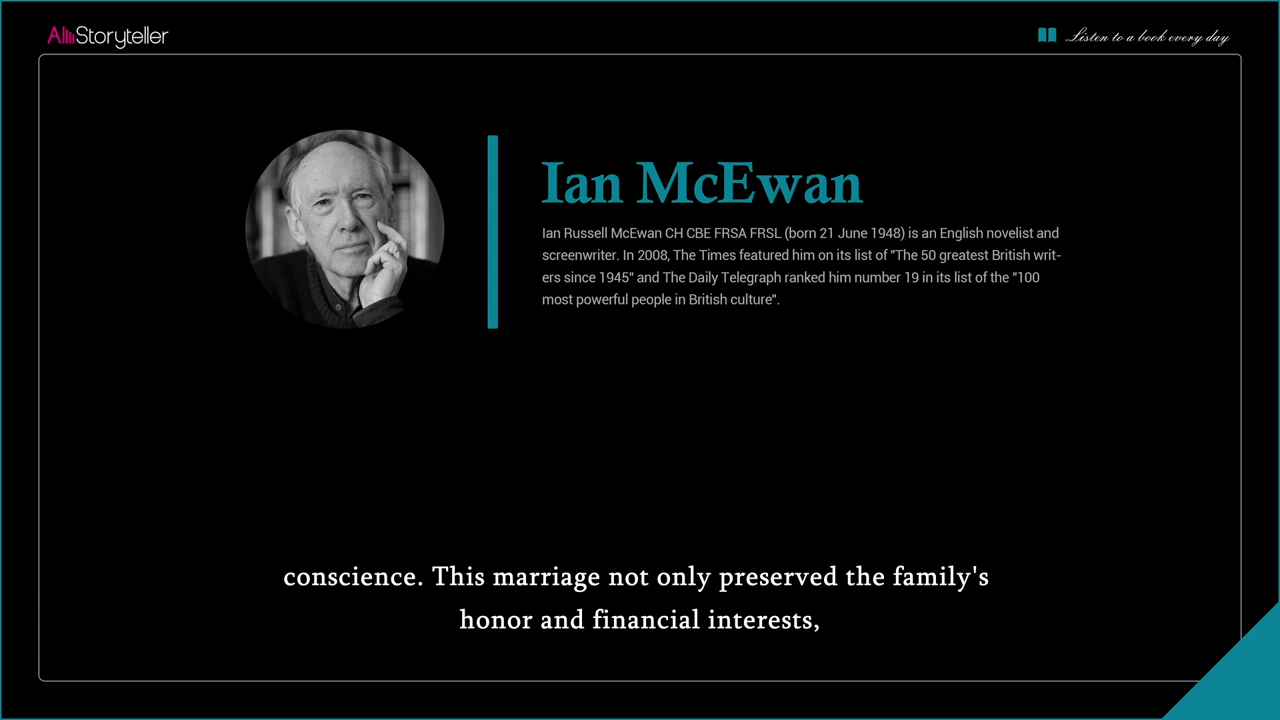 AllStoryteller
Listen to a book every day
Ian McEwan
Ian Russell McEwan CH CBE FRSA FRSL (born 21 June 1948) is an English novelist and
screenwriter. In 2008, The Times featured him on its list of "The 50 greatest British writ-
ers since 1945" and The Daily Telegraph ranked him number 19 in its list of the "100
most powerful people in British culture".
conscience. This marriage not only preserved the family's
honor and financial interests,